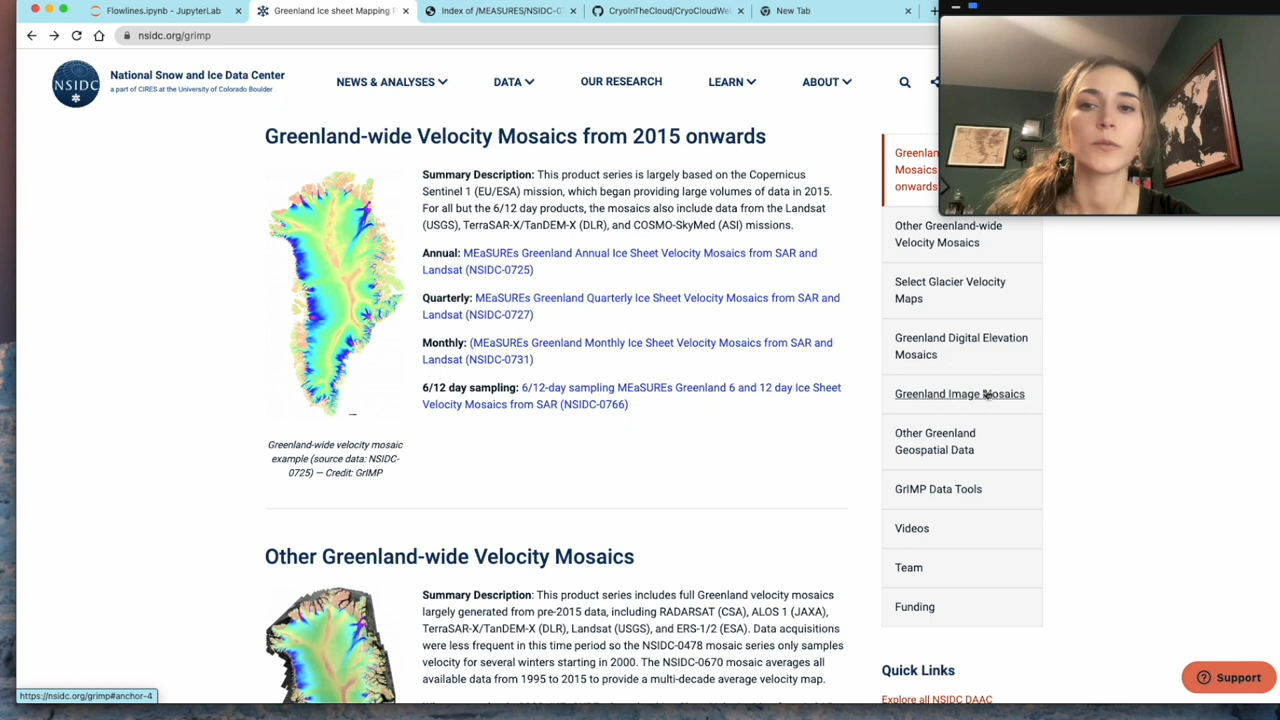 Flowlines.ipynb - JupyterLab
Greenland Ice sheet Mapping P
Index of /MEASURES/NSIDC-0
CryoInTheCloud/CryoCloudWe
New Tab
nsidc.org/grimp
NSIDC
National Snow and Ice Data Center
a part of CIRES at the University of Colorado Boulder
NEWS & ANALYSES
DATA
OUR RESEARCH
LEARN
ABOUT
Greenland-wide Velocity Mosaics from 2015 onwards
Summary Description: This product series is largely based on the Copernicus
Sentinel 1 (EU/ESA) mission, which began providing large volumes of data in 2015.
For all but the 6/12 day products, the mosaics also include data from the Landsat
(USGS), TerraSAR-X/TanDEM-X (DLR), and COSMO-SkyMed (ASI) missions.
Annual: MEaSUREs Greenland Annual Ice Sheet Velocity Mosaics from SAR and
Landsat (NSIDC-0725)
Quarterly: MEaSUREs Greenland Quarterly Ice Sheet Velocity Mosaics from SAR and
Landsat (NSIDC-0727)
Monthly: (MEaSUREs Greenland Monthly Ice Sheet Velocity Mosaics from SAR and
Landsat (NSIDC-0731)
6/12 day sampling: 6/12-day sampling MEaSUREs Greenland 6 and 12 day Ice Sheet
Velocity Mosaics from SAR (NSIDC-0766)
Greenland-wide velocity mosaic
example (source data: NSIDC-
0725) — Credit: GrIMP
Other Greenland-wide Velocity Mosaics
Summary Description: This product series includes full Greenland velocity mosaics
largely generated from pre-2015 data, including RADARSAT (CSA), ALOS 1 (JAXA),
TerraSAR-X/TanDEM-X (DLR), Landsat (USGS), and ERS-1/2 (ESA). Data acquisitions
were less frequent in this time period so the NSIDC-0478 mosaic series only samples
velocity for several winters starting in 2000. The NSIDC-0670 mosaic averages all
available data from 1995 to 2015 to provide a multi-decade average velocity map.
Greenlan
Mosaics
onwards
Other Greenland-wide
Velocity Mosaics
Select Glacier Velocity
Maps
Greenland Digital Elevation
Mosaics
Greenland Image Mosaics
Other Greenland
Geospatial Data
GrIMP Data Tools
Videos
Team
Funding
Quick Links
Explore all NSIDC DAAC
Support
https://nsidc.org/grimp#anchor-4